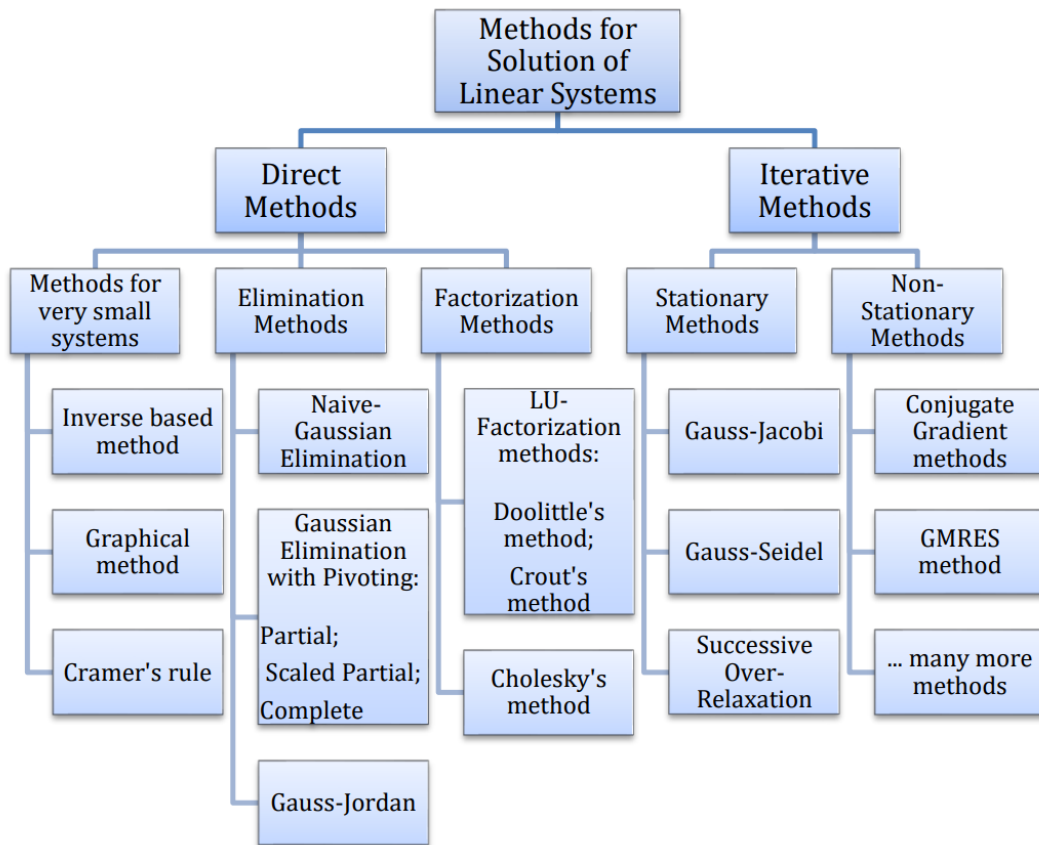 Methods for
Solution of
Linear Systems
Direct
Methods
Iterative
Methods
Methods for
very small
systems
Elimination
Methods
Factorization
Methods
Stationary
Methods
Non-
Stationary
Methods
Inverse based
method
Graphical
method
Cramer's rule
Naive-
Gaussian
Elimination
Gaussian
Elimination
with Pivoting:
Partial;
Scaled Partial;
Complete
Gauss-Jordan
LU-
Factorization
methods:
Doolittle's
method;
Crout's
method
Cholesky's
method
Gauss-Jacobi
Gauss-Seidel
Successive
Over-
Relaxation
Conjugate
Gradient
methods
GMRES
method
... many more
methods